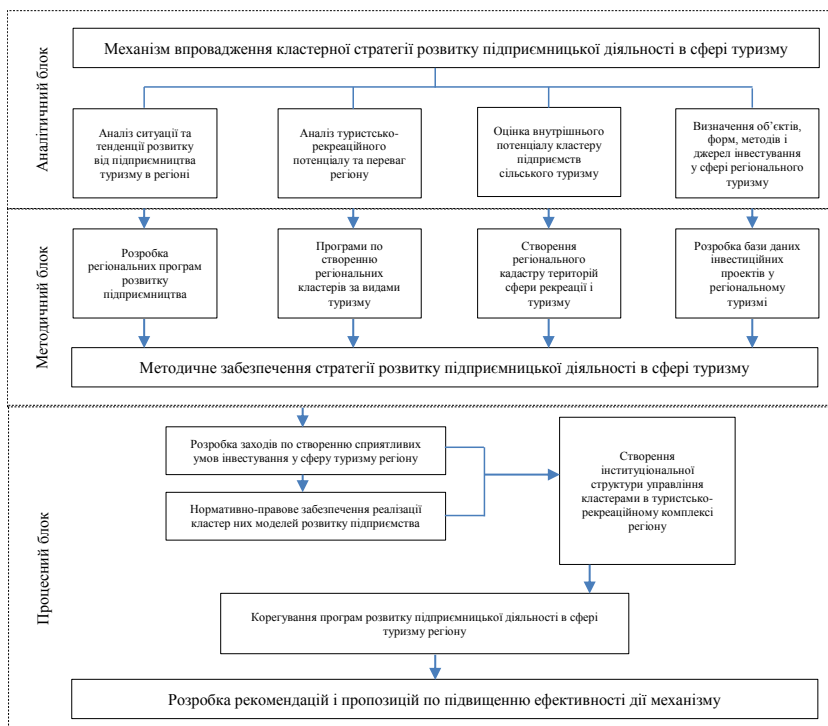 Аналітичний блок
Механізм впровадження кластерної стратегії розвитку підприємницької діяльності в сфері туризму
Аналіз ситуації та
тенденції розвитку
від підприємництва
туризму в регіоні
Аналіз туристсько-
рекреаційного
потенціалу та переваг
регіону
Оцінка внутрішнього
потенціалу кластеру
підприємств
сільського туризму
Визначення об’єктів,
форм, методів і
джерел інвестування
у сфері регіонального
туризму
Методичний блок
Розробка
регіональних програм
розвитку
підприємництва
Програми по
створенню
регіональних
кластерів за видами
туризму
Створення
регіонального
кадастру територій
сфери рекреації і
туризму
Розробка бази даних
інвестиційних
проектів у
регіональному
туризмі
Методичне забезпечення стратегії розвитку підприємницької діяльності в сфері туризму
Процесний блок
Розробка заходів по створенню сприятливих
умов інвестування у сферу туризму регіону
Нормативно-правове забезпечення реалізації
кластер них моделей розвитку підприємства
Створення
інституціональної
структури управління
кластерами в туристсько-
рекреаційному комплексі
регіону
Корегування програм розвитку підприємницької діяльності в сфері
туризму регіону
Розробка рекомендацій і пропозицій по підвищенню ефективності дії механізму